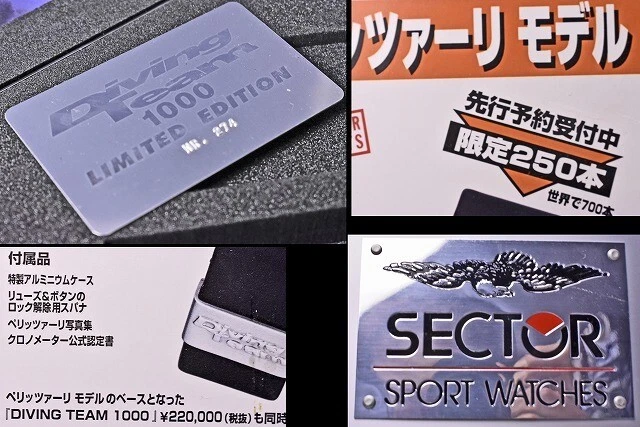 Diving
Team
1000
LIMITED EDITION
NR. 274
ッツァーリ モデル
先行予約受付中
限定250本
世界で700本
付属品
特製アルミニウムケース
リューズ&ボタンの
ロック解除用スパナ
ペリッツァーリ写真集
クロノメーター公式認定書
Diving
Team
ペリッツァーリ モデルのベースとなった
『DIVING TEAM 1000』¥220,000(税抜)も同時
SECTOR
SPORT WATCHES